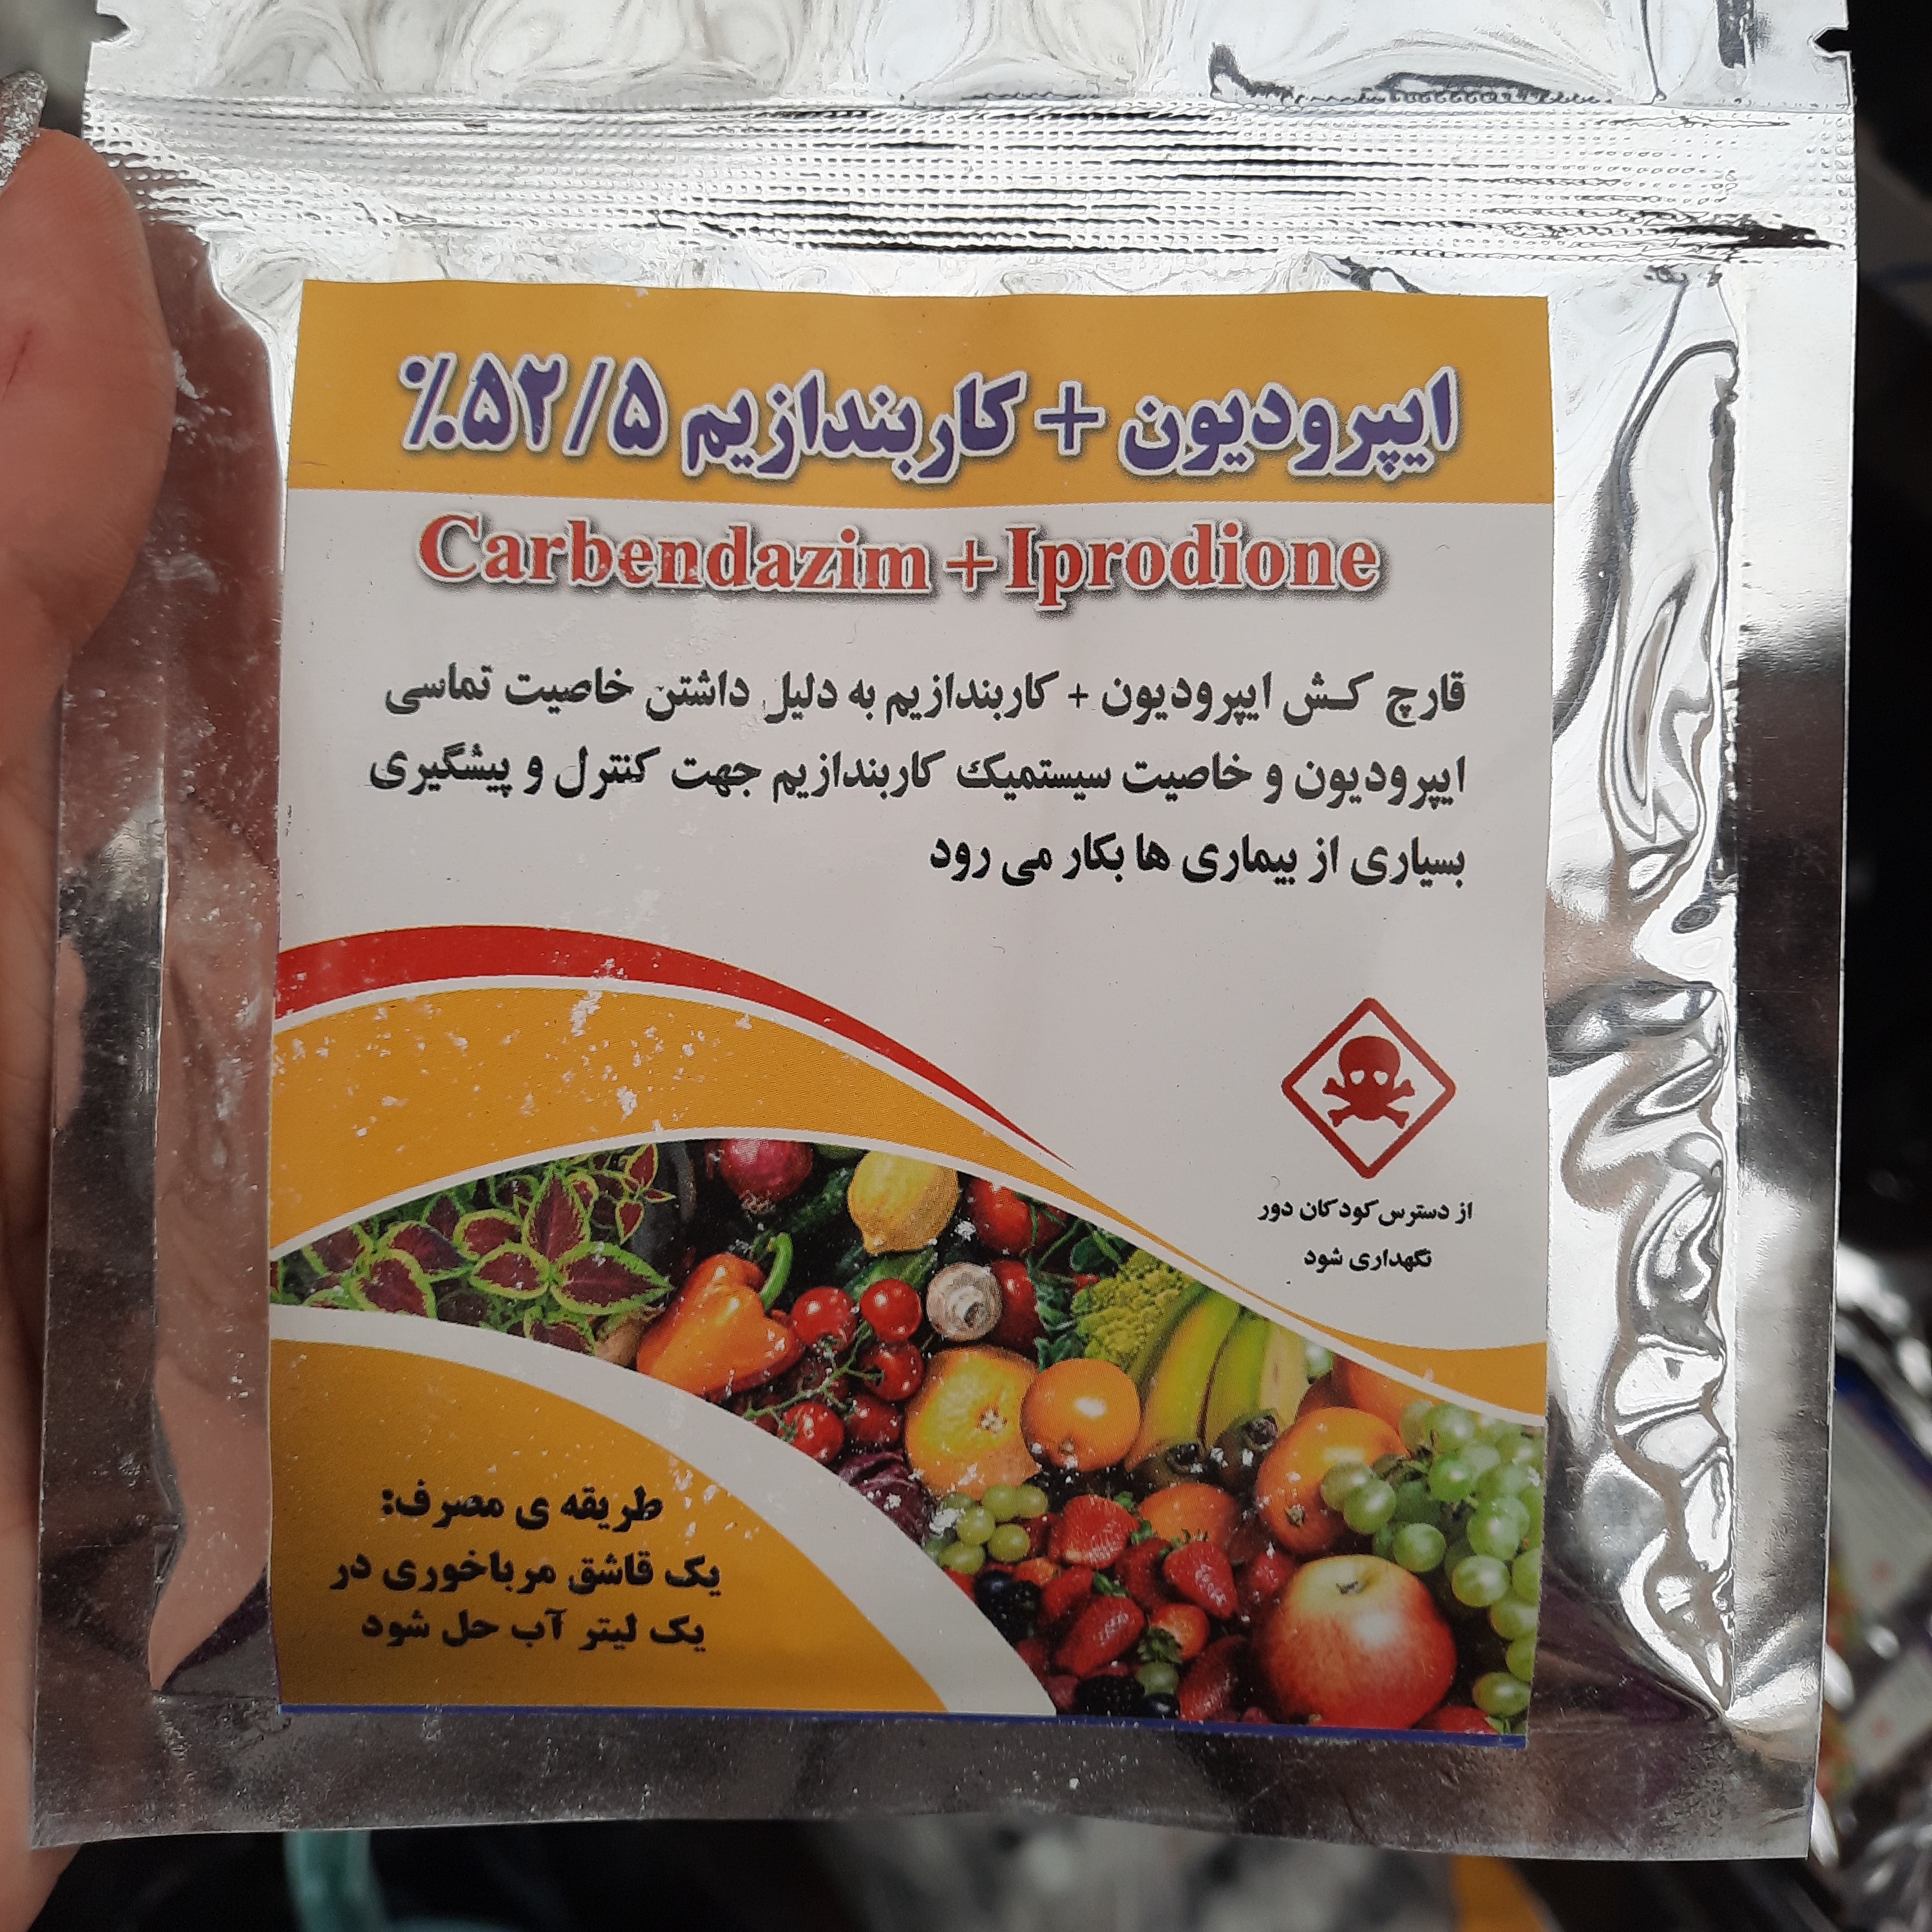 ایپرودیون + کاربندازیم ۵۲/۵٪
Carbendazim + Iprodione
قارچ کش ایپرودیون + کاربندازیم به دلیل داشتن خاصیت تماسی
ایپرودیون و خاصیت سیستمیک کاربندازیم جهت کنترل و پیشگیری
بسیاری از بیماری ها بکار می رود
از دسترس کودکان دور
نگهداری شود
طریقه ی مصرف:
یک قاشق مرباخوری در
یک لیتر آب حل شود